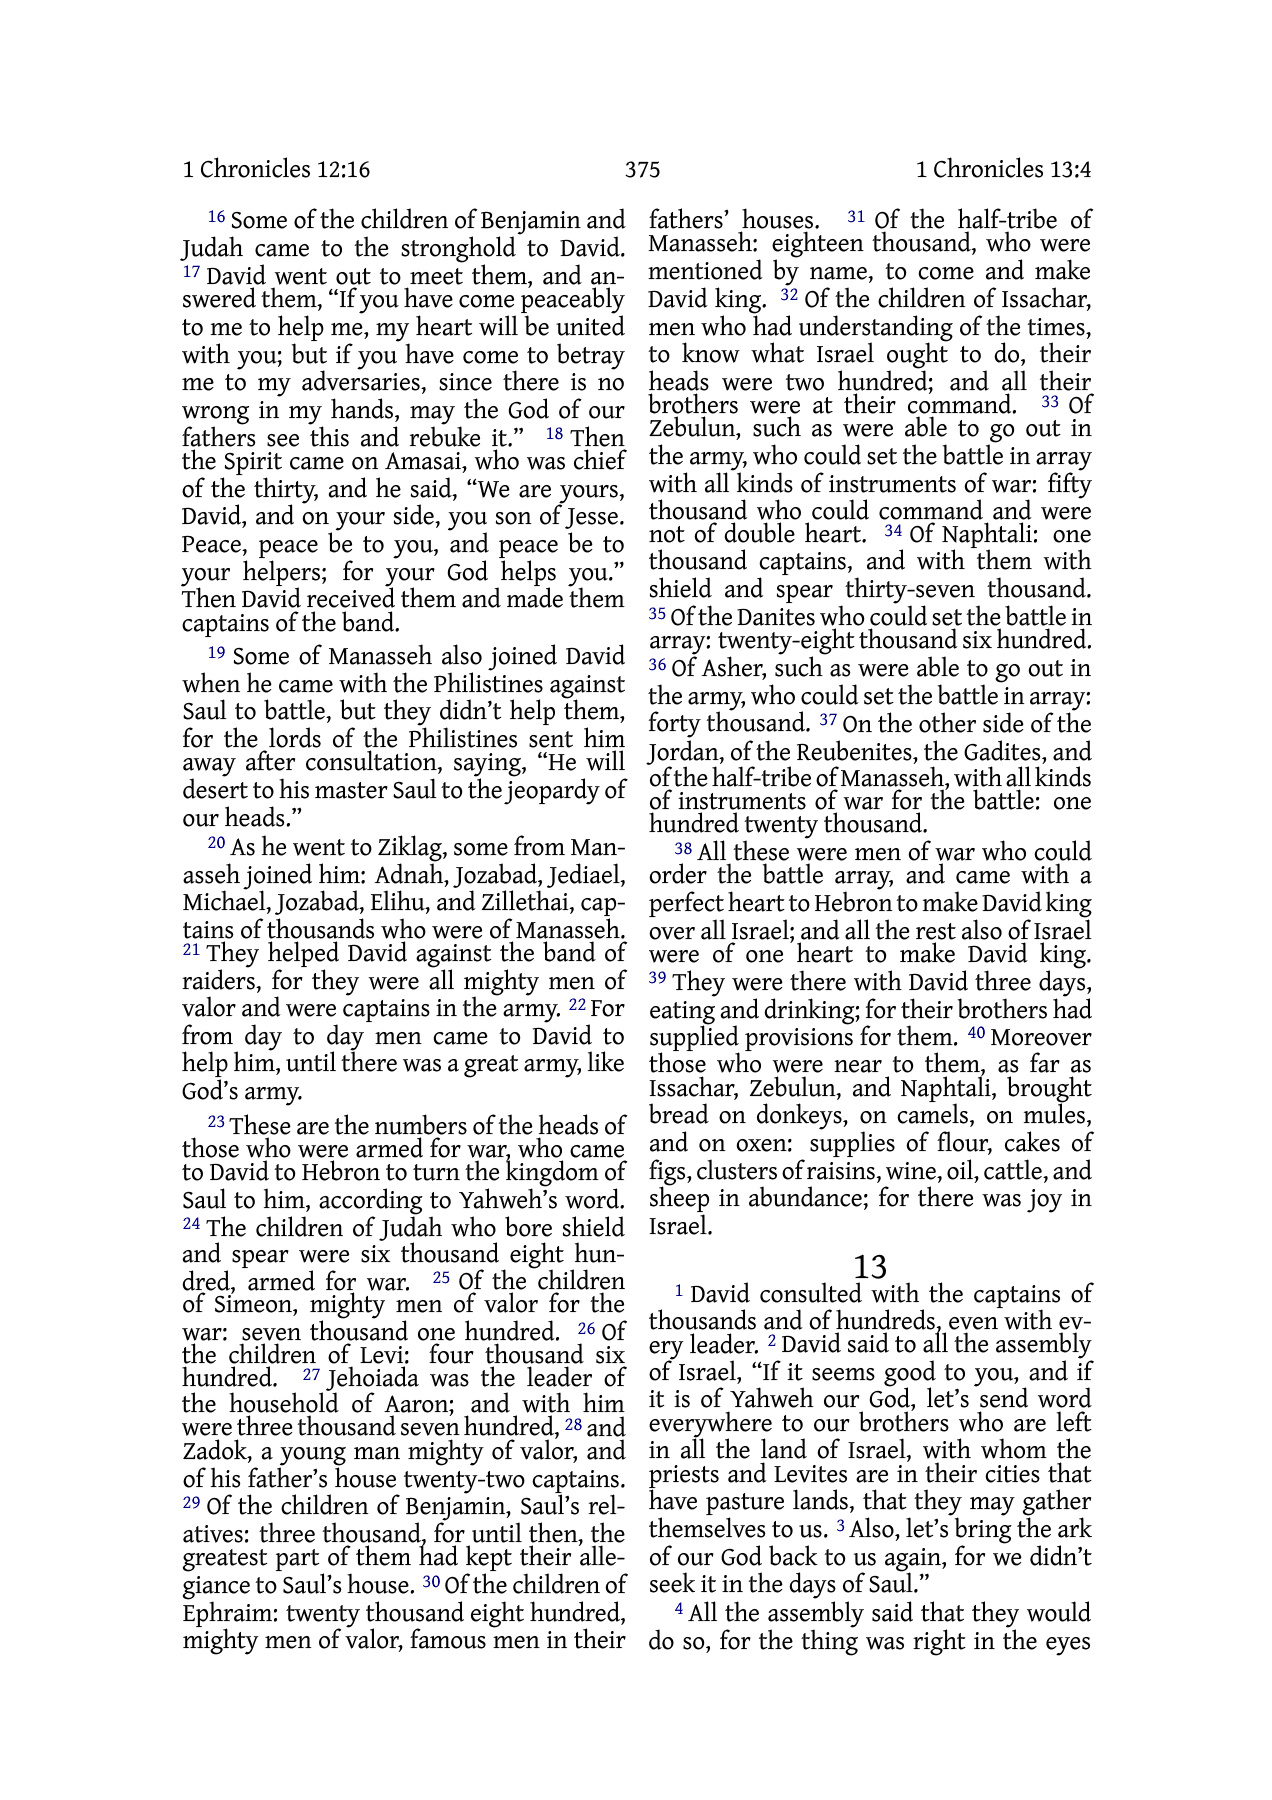 1 Chronicles 12:16 375 1 Chronicles 13:4
16 Some of the children of Benjamin and
Judah came to the stronghold to David.
17 David went out to meet them, and an-
swered them, “If you have come peaceably
to me to help me, my heart will be united
with you; but if you have come to betray
me to my adversaries, since there is no
wrong in my hands, may the God of our
fathers see this and rebuke it.” 18 Then
the Spirit came on Amasai, who was chief
of the thirty, and he said, “We are yours,
David, and on your side, you son of Jesse.
Peace, peace be to you, and peace be to
your helpers; for your God helps you.”
Then David received them and made them
captains of the band.
19 Some of Manasseh also joined David
when he came with the Philistines against
Saul to battle, but they didn’t help them,
for the lords of the Philistines sent him
away after consultation, saying, “He will
desert to his master Saul to the jeopardy of
our heads.”
20 As he went to Ziklag, some from Man-
asseh joined him: Adnah, Jozabad, Jediael,
Michael, Jozabad, Elihu, and Zillethai, cap-
tains of thousands who were of Manasseh.
21 They helped David against the band of
raiders, for they were all mighty men of
valor and were captains in the army. 22 For
from day to day men came to David to
help him, until there was a great army, like
God’s army.
23 These are the numbers of the heads of
those who were armed for war, who came
to David to Hebron to turn the kingdom of
Saul to him, according to Yahweh’s word.
24 The children of Judah who bore shield
and spear were six thousand eight hun-
dred, armed for war. 25 Of the children
of Simeon, mighty men of valor for the
war: seven thousand one hundred. 26 Of
the children of Levi: four thousand six
hundred. 27 Jehoiada was the leader of
the household of Aaron; and with him
were three thousand seven hundred, 28 and
Zadok, a young man mighty of valor, and
of his father’s house twenty-two captains.
29 Of the children of Benjamin, Saul’s rel-
atives: three thousand, for until then, the
greatest part of them had kept their alle-
giance to Saul’s house. 30 Of the children of
Ephraim: twenty thousand eight hundred,
mighty men of valor, famous men in their
fathers’ houses. 31 Of the half-tribe of
Manasseh: eighteen thousand, who were
mentioned by name, to come and make
David king. 32 Of the children of Issachar,
men who had understanding of the times,
to know what Israel ought to do, their
heads were two hundred; and all their
brothers were at their command. 33 Of
Zebulun, such as were able to go out in
the army, who could set the battle in array
with all kinds of instruments of war: fifty
thousand who could command and were
not of double heart. 34 Of Naphtali: one
thousand captains, and with them with
shield and spear thirty-seven thousand.
35 Of the Danites who could set the battle in
array: twenty-eight thousand six hundred.
36 Of Asher, such as were able to go out in
the army, who could set the battle in array:
forty thousand. 37 On the other side of the
Jordan, of the Reubenites, the Gadites, and
of the half-tribe of Manasseh, with all kinds
of instruments of war for the battle: one
hundred twenty thousand.
38 All these were men of war who could
order the battle array, and came with a
perfect heart to Hebron to make David king
over all Israel; and all the rest also of Israel
were of one heart to make David king.
39 They were there with David three days,
eating and drinking; for their brothers had
supplied provisions for them. 40 Moreover
those who were near to them, as far as
Issachar, Zebulun, and Naphtali, brought
bread on donkeys, on camels, on mules,
and on oxen: supplies of flour, cakes of
figs, clusters of raisins, wine, oil, cattle, and
sheep in abundance; for there was joy in
Israel.
13
1 David consulted with the captains of
thousands and of hundreds, even with ev-
ery leader. 2 David said to all the assembly
of Israel, “If it seems good to you, and if
it is of Yahweh our God, let’s send word
everywhere to our brothers who are left
in all the land of Israel, with whom the
priests and Levites are in their cities that
have pasture lands, that they may gather
themselves to us. 3 Also, let’s bring the ark
of our God back to us again, for we didn’t
seek it in the days of Saul.”
4 All the assembly said that they would
do so, for the thing was right in the eyes